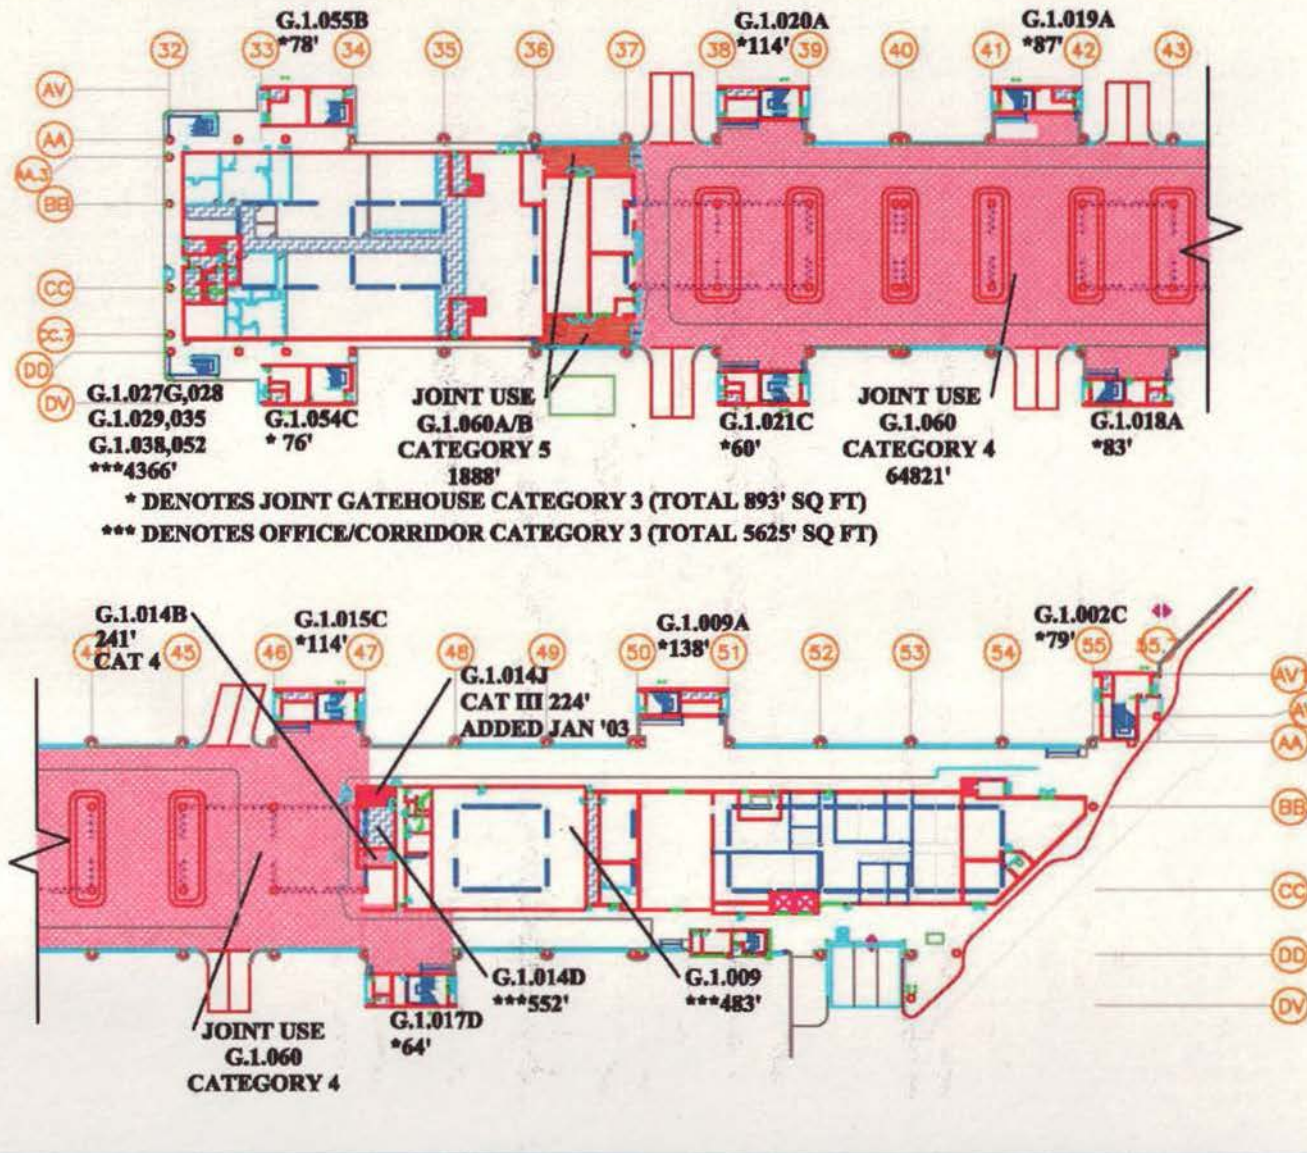 G.1.055B
*78'
G.1.020A
*114'
G.1.019A
*87'
32
33
34
35
36
37
38
39
40
41
42
43
AV
AA
AA.3
BB
CC
CC.7
DD
DV
G.1.027G,028
G.1.029,035
G.1.038,052
***4366'
G.1.054C
* 76'
JOINT USE
G.1.060A/B
CATEGORY 5
1888'
G.1.021C
*60'
JOINT USE
G.1.060
CATEGORY 4
64821'
G.1.018A
*83'
* DENOTES JOINT GATEHOUSE CATEGORY 3 (TOTAL 893' SQ FT)
*** DENOTES OFFICE/CORRIDOR CATEGORY 3 (TOTAL 5625' SQ FT)
G.1.014B
241'
CAT 4
G.1.015C
*114'
G.1.009A
*138'
G.1.002C
*79'
45
46
47
48
49
50
51
52
53
54
55
G.1.014J
CAT III 224'
ADDED JAN '03
AA
BB
CC
DD
DV
G.1.014D
***552'
G.1.009
***483'
G.1.017D
*64'
JOINT USE
G.1.060
CATEGORY 4